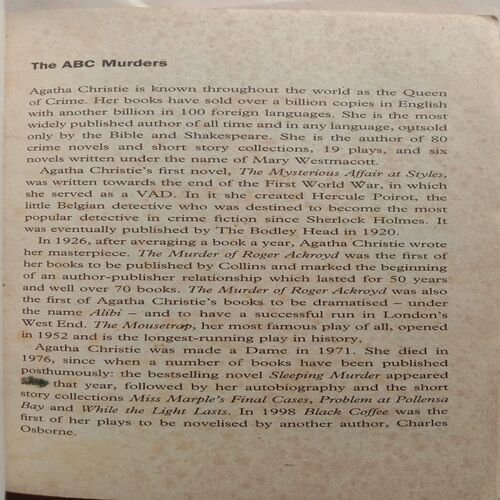 The ABC Murders
Agatha Christie is known throughout the world as the Queen
of Crime. Her books have sold over a billion copies in English
with another billion in 100 foreign languages. She is the most
widely published author of all time and in any language, outsold
only by the Bible and Shakespeare. She is the author of 80
crime novels and short story collections, 19 plays, and six
novels written under the name of Mary Westmacott.
Agatha Christie's first novel, The Mysterious Affair at Styles,
was written towards the end of the First World War, in which
she served as a VAD. In it she created Hercule Poirot, the
little Belgian detective who was destined to become the most
popular detective in crime fiction since Sherlock Holmes. It
was eventually published by The Bodley Head in 1920.
In 1926, after averaging a book a year, Agatha Christie wrote
her masterpiece. The Murder of Roger Ackroyd was the first of
her books to be published by Collins and marked the beginning
of an author-publisher relationship which lasted for 50 years
and well over 70 books. The Murder of Roger Ackroyd was also
the first of Agatha Christie's books to be dramatised – under
the name Alibi – and to have a successful run in London's
West End. The Mousetrap, her most famous play of all, opened
in 1952 and is the longest-running play in history.
Agatha Christie was made a Dame in 1971. She died in
1976, since when a number of books have been published
posthumously: the bestselling novel Sleeping Murder appeared
that year, followed by her autobiography and the short
story collections Miss Marple's Final Cases, Problem at Pollensa
Bay and While the Light Lasts. In 1998 Black Coffee was the
first of her plays to be novelised by another author, Charles
Osborne.